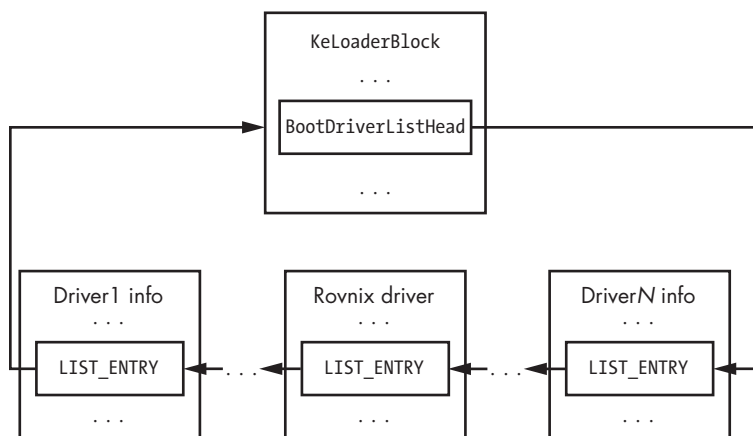 KeLoaderBlock
. . .
BootDriverListHead
. . .
Driver1 info
. . .
LIST_ENTRY
. . .
. . .
Rovnix driver
. . .
LIST_ENTRY
. . .
. . .
DriverN info
. . .
LIST_ENTRY
. . .